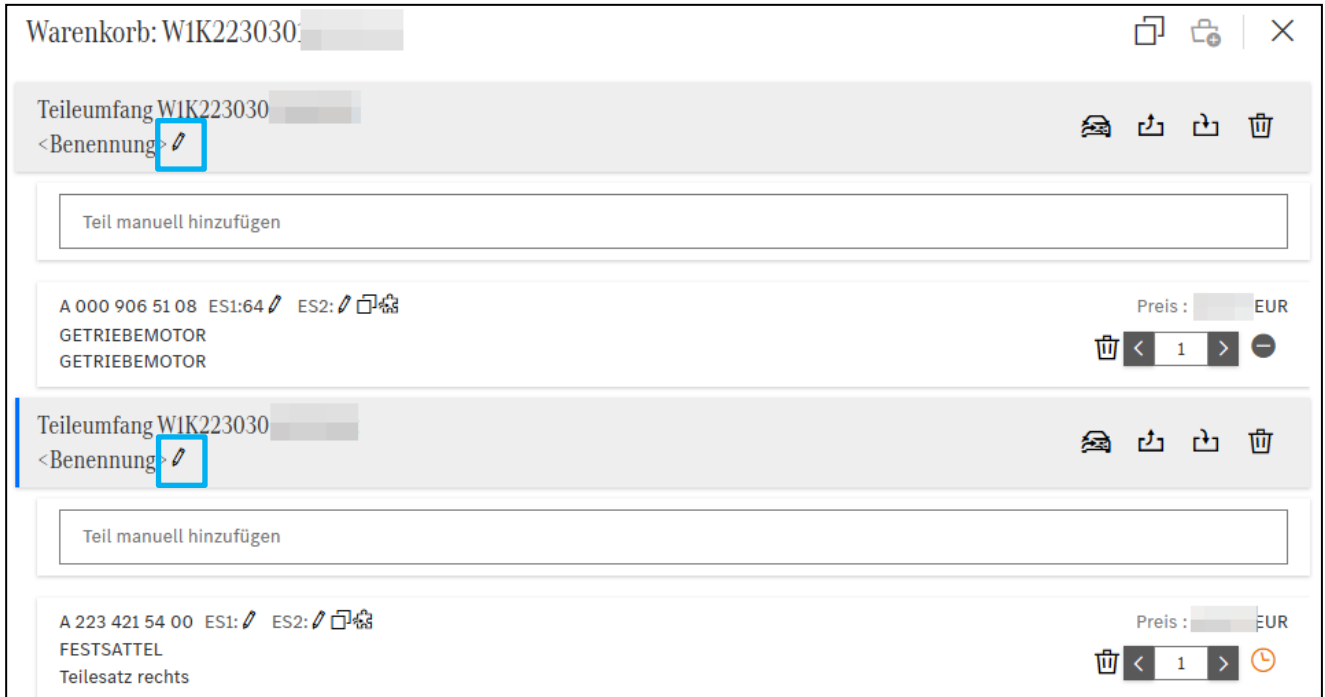 Warenkorb: W1K223030
Teileumfang W1K223030
<Benennung>
Teil manuell hinzufügen
A 000 906 51 08 ES1:64 ES2:
Preis : EUR
GETRIEBEMOTOR
GETRIEBEMOTOR
1
Teileumfang W1K223030
<Benennung>
Teil manuell hinzufügen
A 223 421 54 00 ES1: ES2:
Preis : EUR
FESTSATTEL
Teilesatz rechts
1